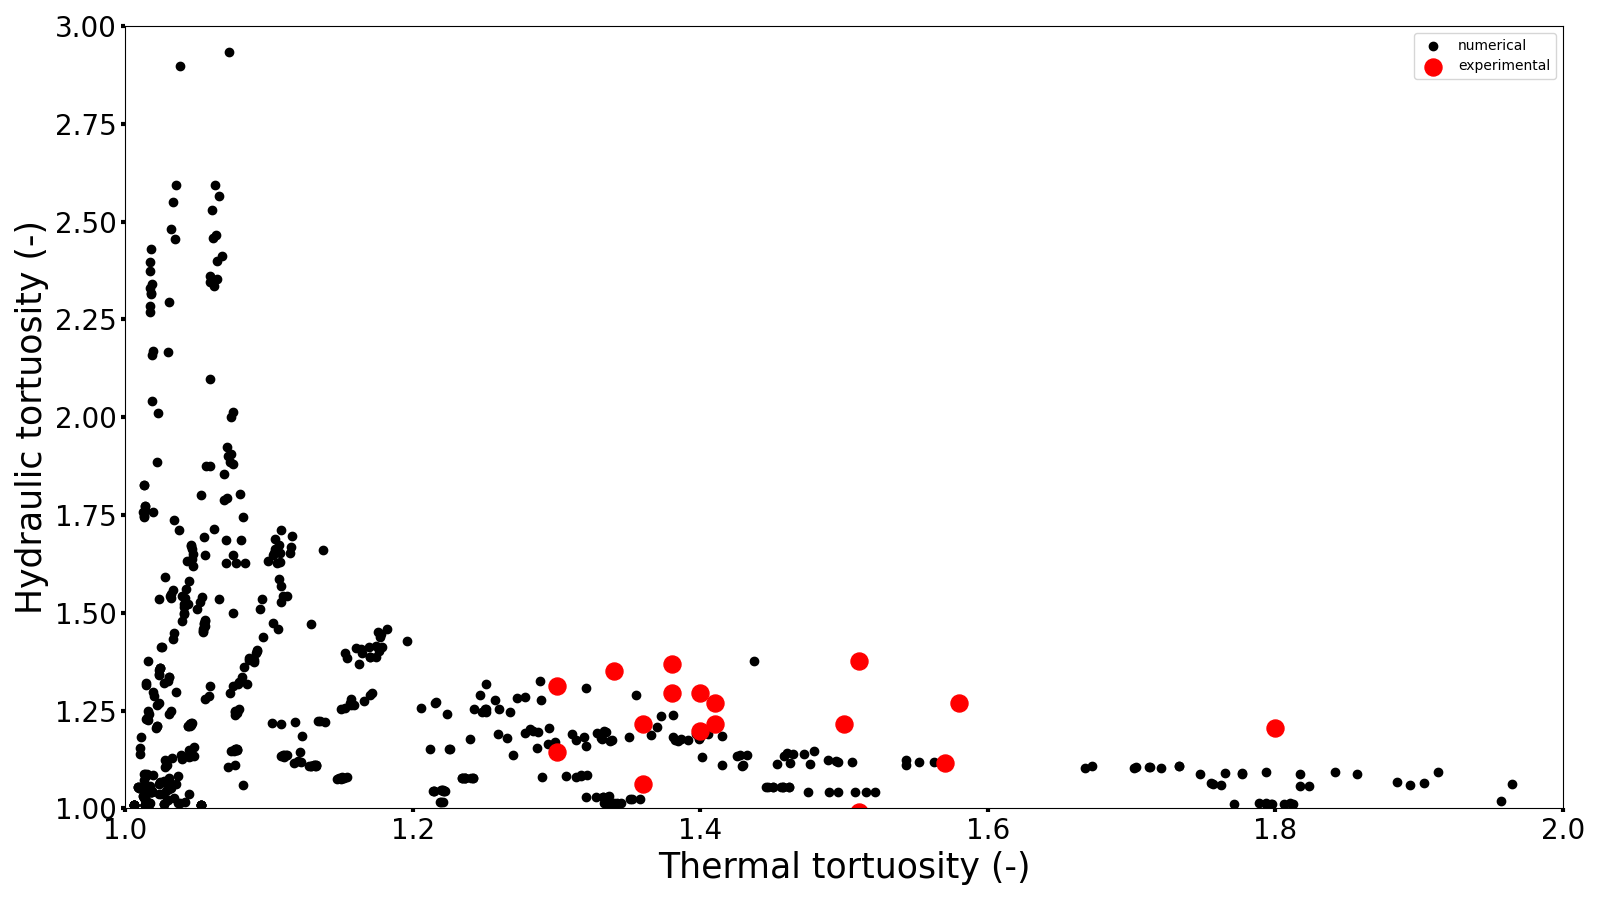 3.00
2.75
2.50
2.25
2.00
1.75
1.50
1.25
1.00
Hydraulic tortuosity (-)
numerical
experimental
1.0 1.2 1.4 1.6 1.8 2.0
Thermal tortuosity (-)